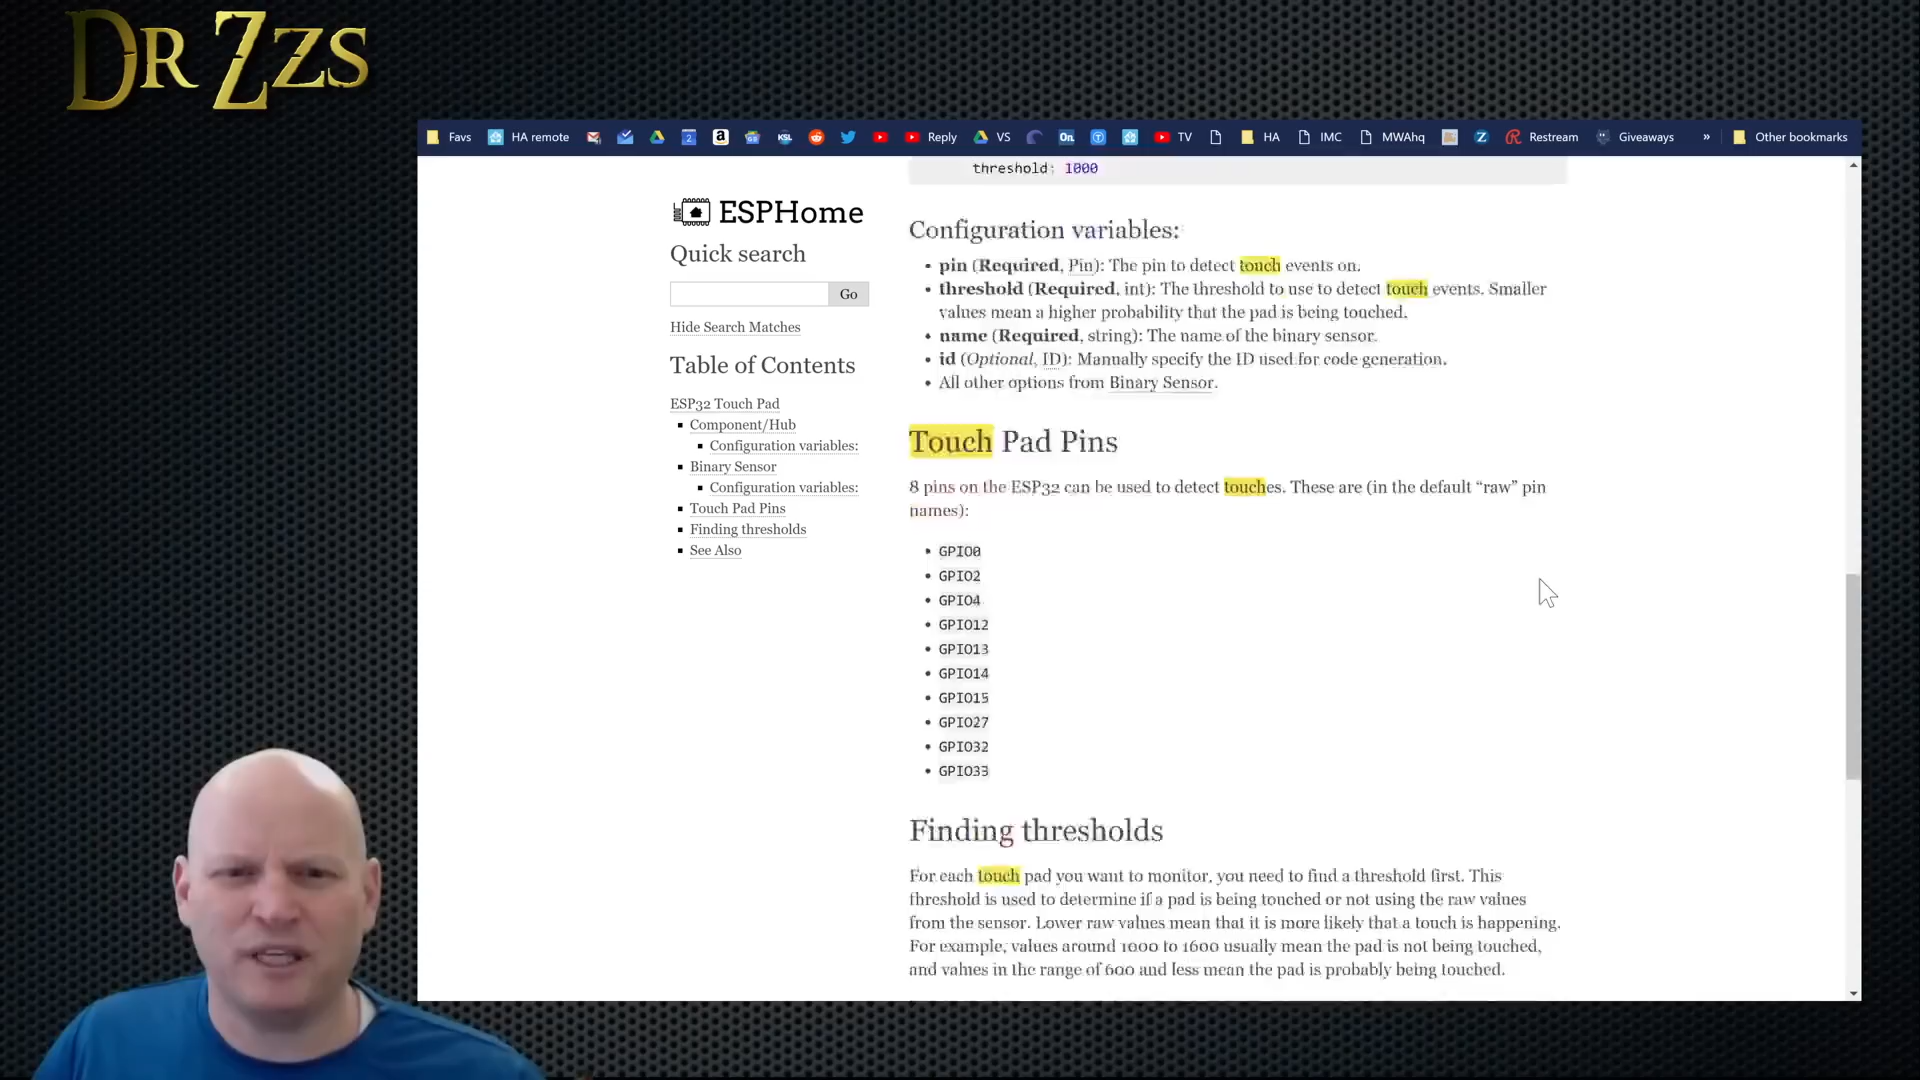 DR ZZS
Favs HA remote 2 a GB KSL Reply VS On. TV HA IMC MWAhq Z Restream Giveaways » Other bookmarks
threshold: 1000
ESPHome
Quick search
Go
Hide Search Matches
Table of Contents
ESP32 Touch Pad
Component/Hub
Configuration variables:
Binary Sensor
Configuration variables:
Touch Pad Pins
Finding thresholds
See Also
Configuration variables:
• pin (Required, Pin): The pin to detect touch events on.
• threshold (Required, int): The threshold to use to detect touch events. Smaller
values mean a higher probability that the pad is being touched.
• name (Required, string): The name of the binary sensor.
• id (Optional, ID): Manually specify the ID used for code generation.
• All other options from Binary Sensor.
Touch Pad Pins
8 pins on the ESP32 can be used to detect touches. These are (in the default “raw” pin
names):
• GPIO0
• GPIO2
• GPIO4
• GPIO12
• GPIO13
• GPIO14
• GPIO15
• GPIO27
• GPIO32
• GPIO33
Finding thresholds
For each touch pad you want to monitor, you need to find a threshold first. This
threshold is used to determine if a pad is being touched or not using the raw values
from the sensor. Lower raw values mean that it is more likely that a touch is happening.
For example, values around 1000 to 1600 usually mean the pad is not being touched,
and values in the range of 600 and less mean the pad is probably being touched.